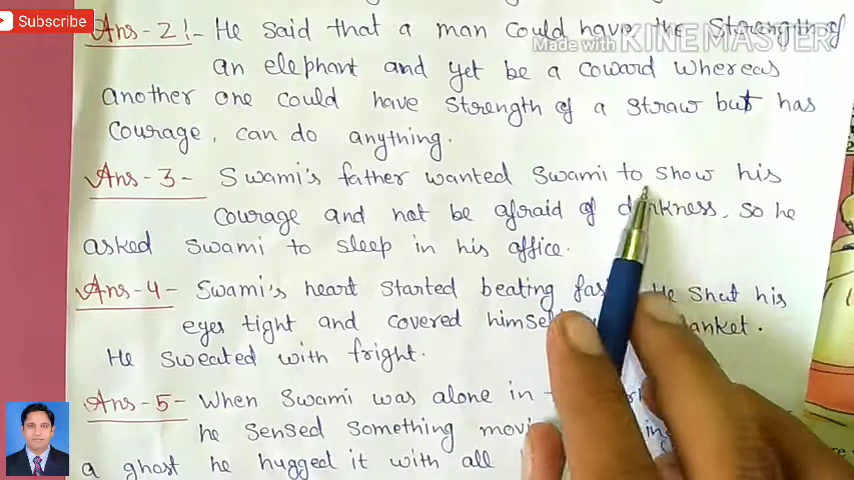 Subscribe
Ans-2!- He said that a man could have the strength of
Made with KINEMASTER
an elephant and yet be a coward whereas
another one could have strength of a straw but has
Courage, can do anything.
Ans-3- Swami's father wanted Swami to show his
Courage and not be afraid of darkness, so he
asked swami to sleep in his office.
Ans-4- Swami's heart started beating He shut his
eyes tight and covered
He sweated with fright.
Ans-5- When Swami was alone in
he sensed something
a ghost he hugged it with all